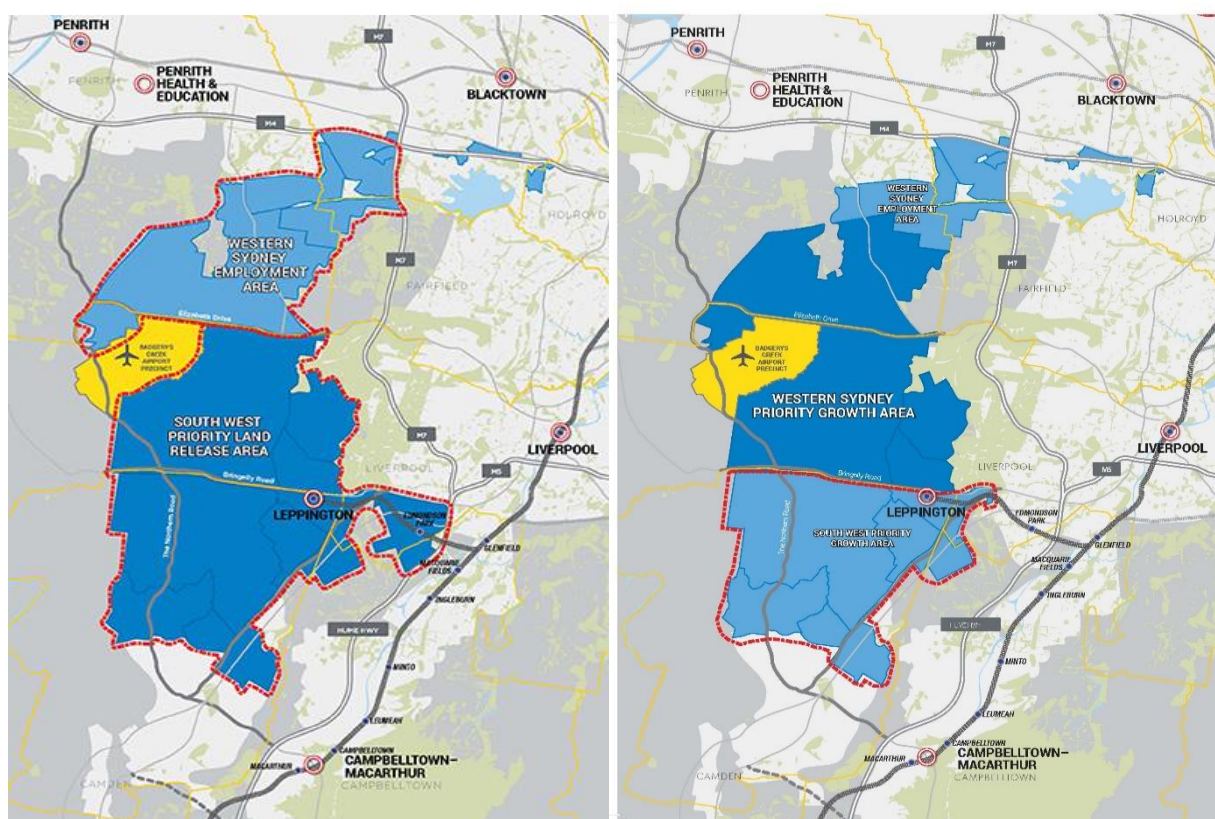 PENRITH
PENRITH
PENRITH
HEALTH &
EDUCATION
M7
BLACKTOWN
M4
HOLROYD
WESTERN
SYDNEY
EMPLOYMENT
AREA
M7
FAIRFIELD
Elizabeth Drive
BADGERYS
CREEK
AIRPORT
PRECINCT
SOUTH WEST
PRIORITY LAND
RELEASE AREA
LIVERPOOL
M7
LIVERPOOL
M5
Bringelly Road
LEPPINGTON
EDMONDSON
PARK
The Northern Road
GLENFIELD
MACQUARIE
FIELDS
INGLEBURN
HUME HWY
MINTO
LEUMEAH
CAMPBELLTOWN
MACARTHUR
CAMPBELLTOWN–
MACARTHUR
CAMPBELLTOWN
CAMDEN
PENRITH
PENRITH
PENRITH
HEALTH &
EDUCATION
M7
BLACKTOWN
M4
WESTERN
SYDNEY
EMPLOYMENT
AREA
HOLROYD
M7
FAIRFIELD
Elizabeth Drive
BADGERYS
CREEK
AIRPORT
PRECINCT
WESTERN SYDNEY
PRIORITY GROWTH AREA
LIVERPOOL
LIVERPOOL
M5
Bringelly Road
LEPPINGTON
EDMONDSON
PARK
The Northern Road
SOUTH WEST PRIORITY
GROWTH AREA
GLENFIELD
MACQUARIE
FIELDS
INGLEBURN
MINTO
LEUMEAH
CAMPBELLTOWN
MACARTHUR
CAMPBELLTOWN–
MACARTHUR
CAMPBELLTOWN
CAMDEN